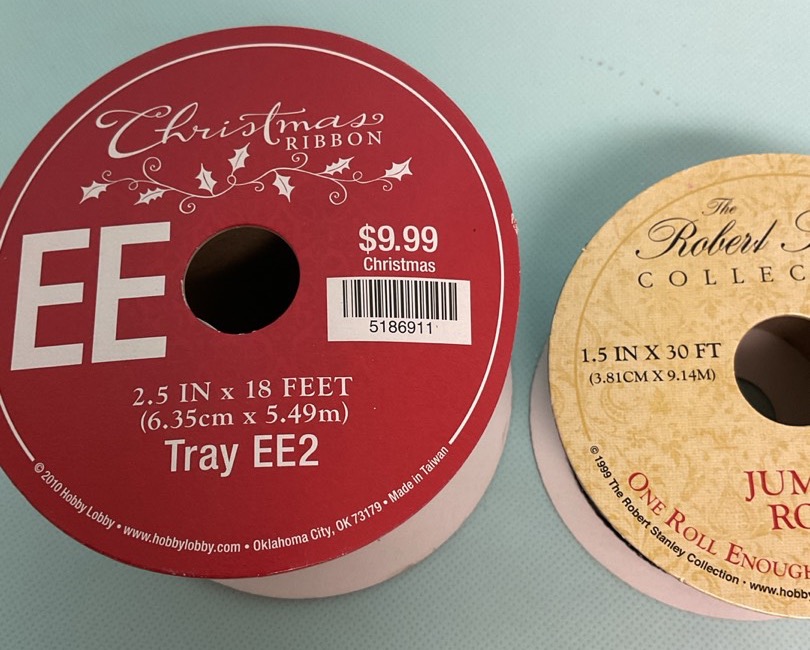 Christmas
RIBBON
EE
$9.99
Christmas
5186911
2.5 IN x 18 FEET
(6.35cm x 5.49m)
Tray EE2
© 2010 Hobby Lobby • www.hobbylobby.com • Oklahoma City, OK 73179 • Made in Taiwan
The
Robert S
COLLEC
1.5 IN X 30 FT
(3.81CM X 9.14M)
JUM
RO
ONE ROLL ENOUGH
© 1999 The Robert Stanley Collection • www.hobby